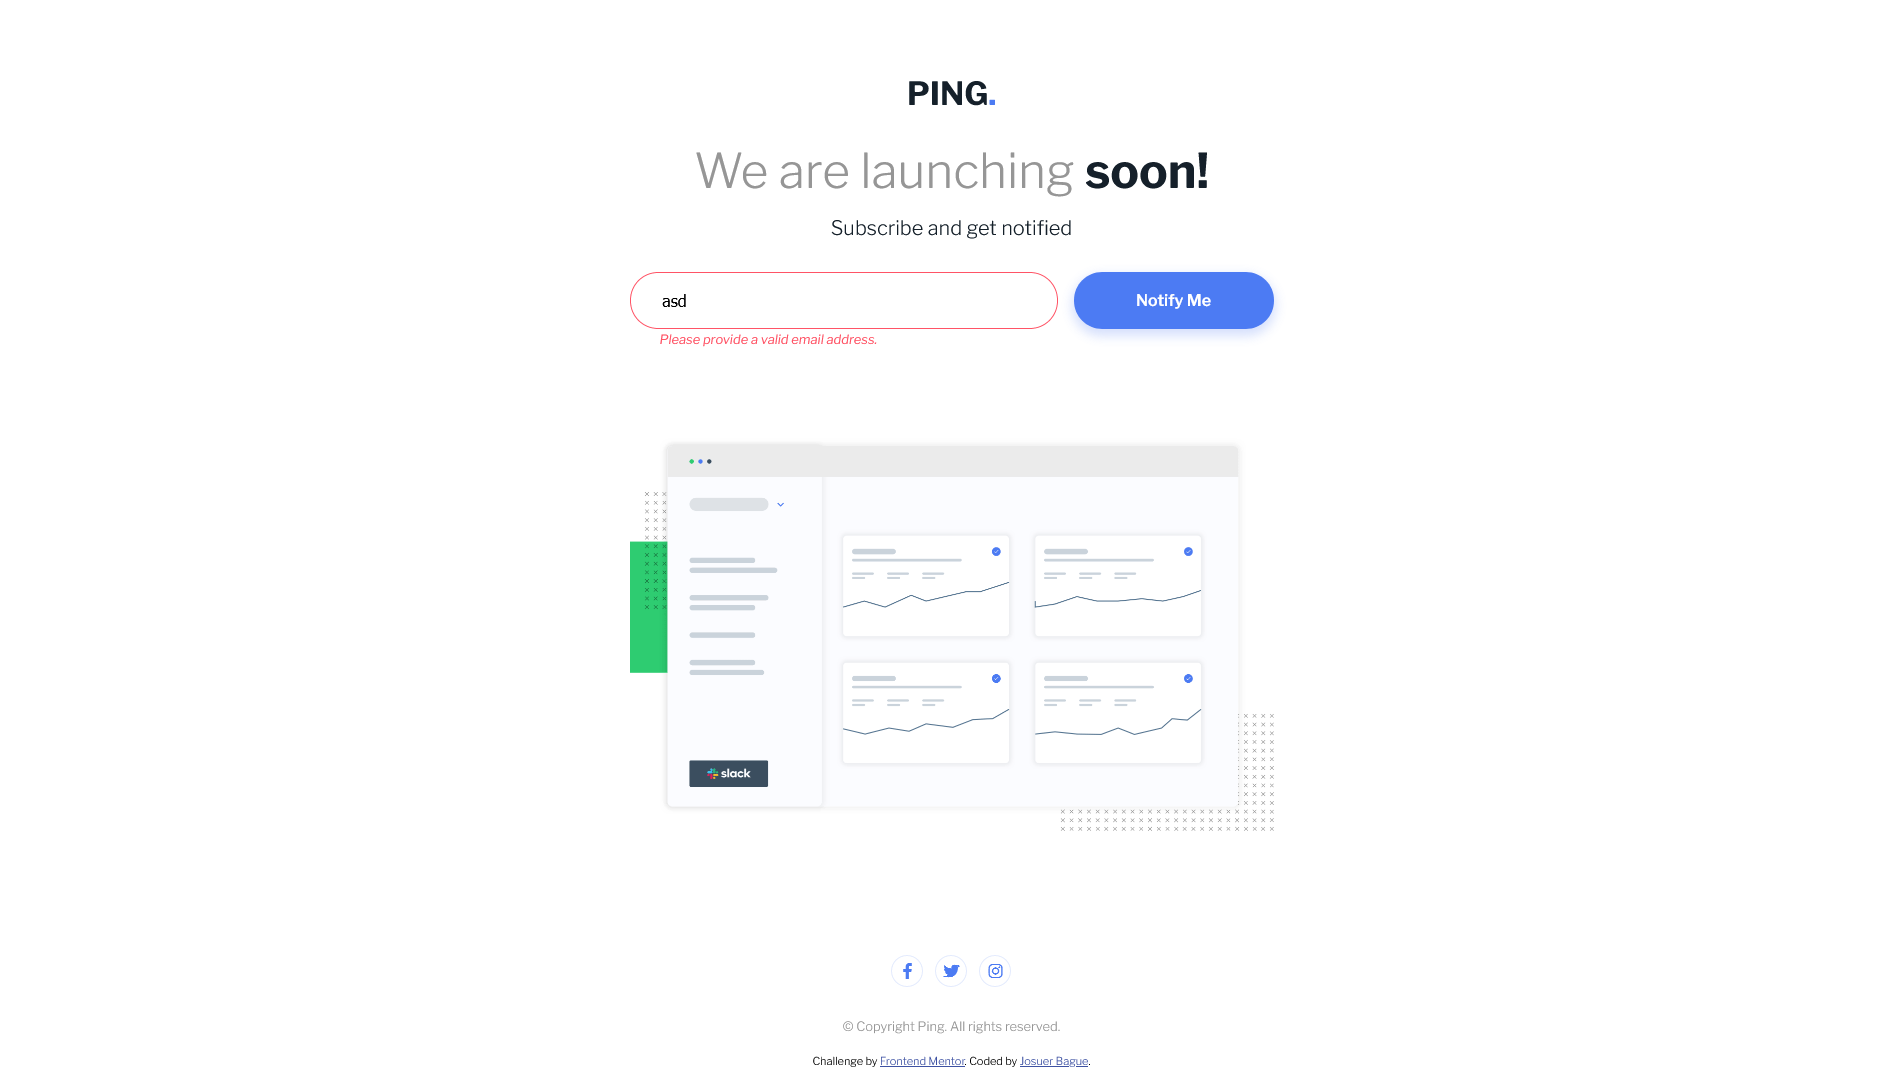 PING.
We are launching soon!
Subscribe and get notified
asd
Notify Me
Please provide a valid email address.
slack
© Copyright Ping. All rights reserved.
Challenge by Frontend Mentor. Coded by Josuer Bague.